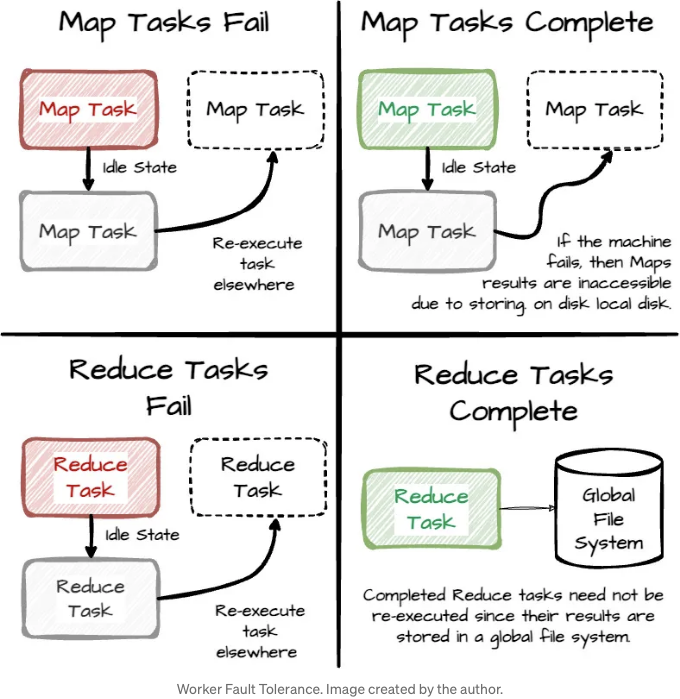 Map Tasks Fail
Map Task
Map Task
Idle State
Map Task
Re-execute
task
elsewhere
Map Tasks Complete
Map Task
Map Task
Idle State
Map Task
If the machine
fails, then Maps
results are inaccessible
due to storing. on disk local disk.
Reduce Tasks
Fail
Reduce
Task
Reduce
Task
Idle State
Reduce
Task
Re-execute
task
elsewhere
Reduce Tasks
Complete
Reduce
Task
Global
File
System
Completed Reduce tasks need not be
re-executed since their results are
stored in a global file system.
Worker Fault Tolerance. Image created by the author.